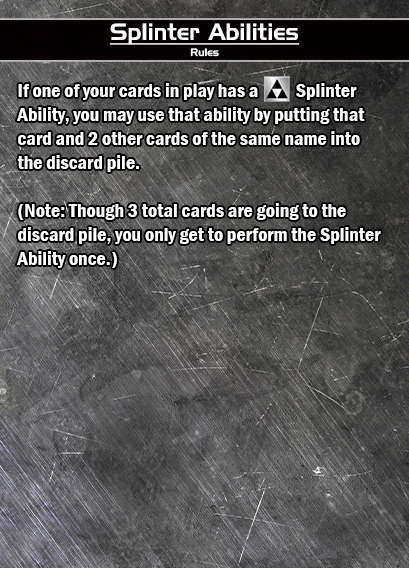 Splinter Abilities
Rules
If one of your cards in play has a Splinter
Ability, you may use that ability by putting that
card and 2 other cards of the same name into
the discard pile.
(Note: Though 3 total cards are going to the
discard pile, you only get to perform the Splinter
Ability once.)